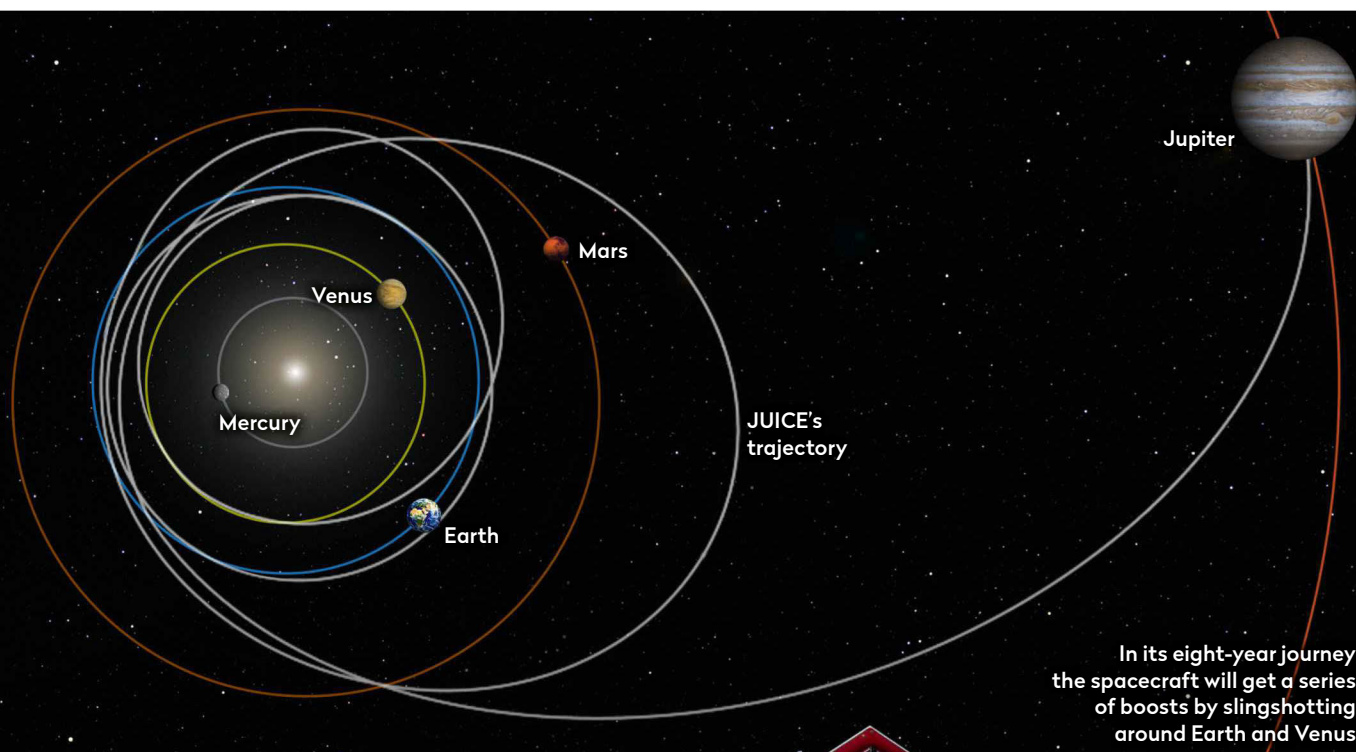 Jupiter
Mars
Venus
Mercury
JUICE's
trajectory
Earth
In its eight-year journey
the spacecraft will get a series
of boosts by slingshotting
around Earth and Venus